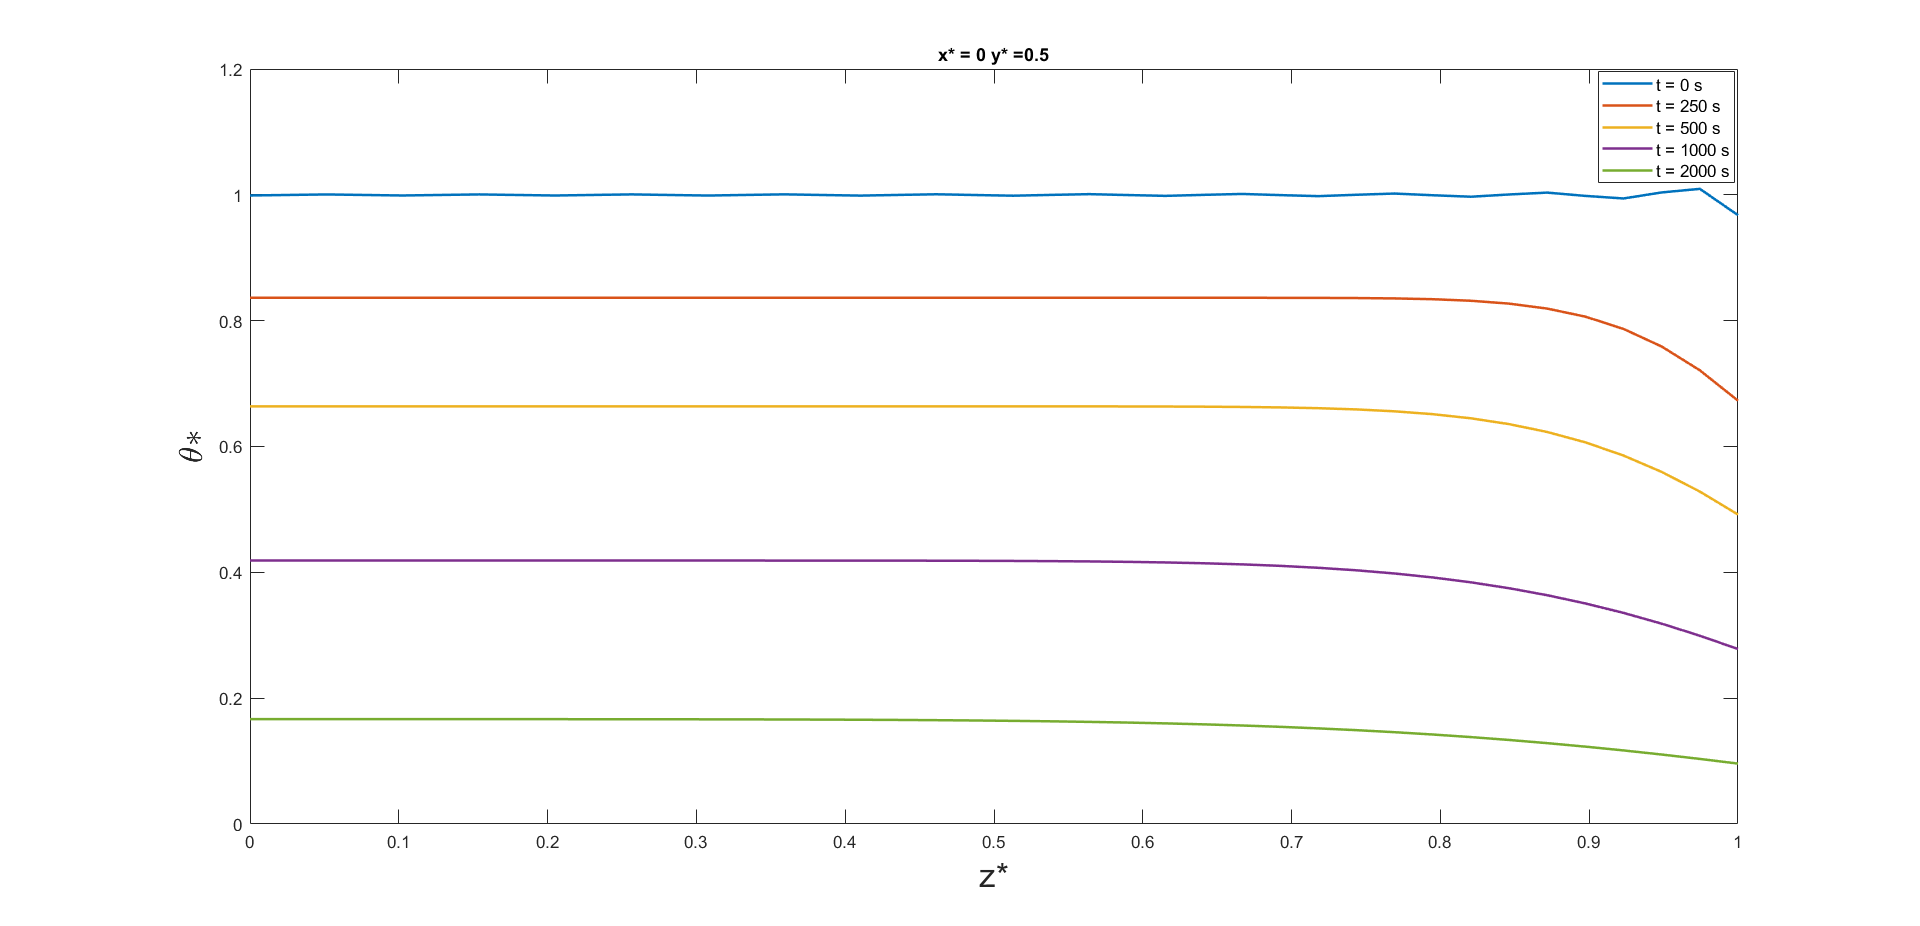 x* = 0 y* =0.5
t = 0 s
t = 250 s
t = 500 s
t = 1000 s
t = 2000 s
1.2
1
0.8
0.6
0.4
0.2
0
θ*
0 0.1 0.2 0.3 0.4 0.5 0.6 0.7 0.8 0.9 1
z*